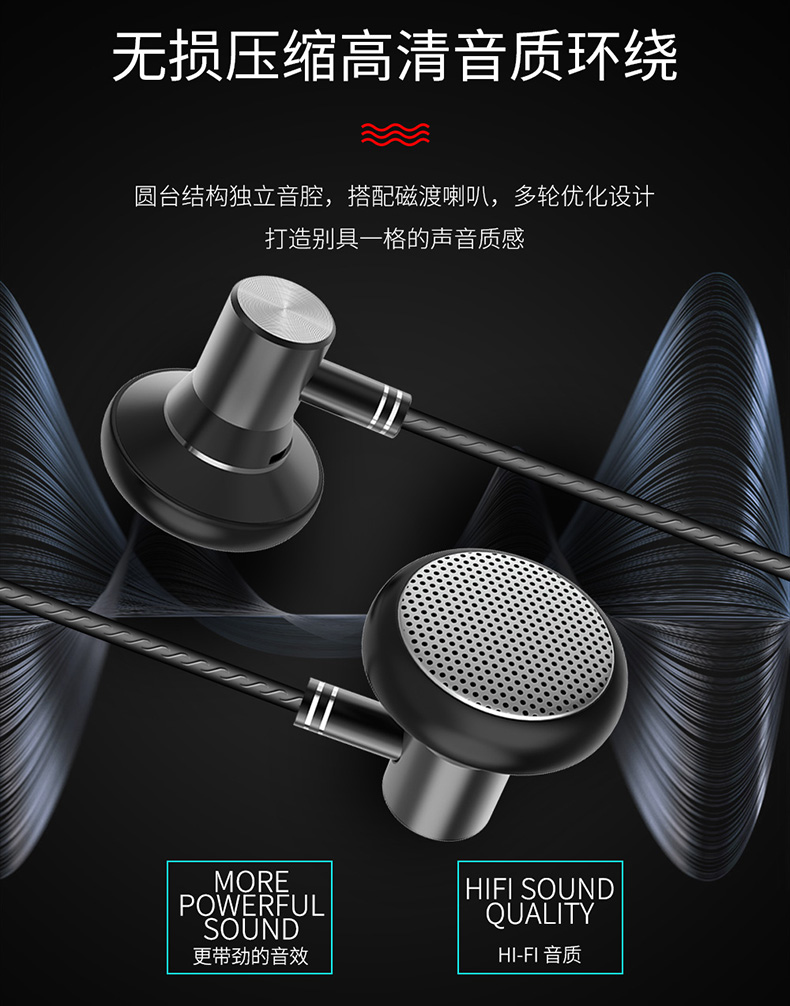 无损压缩高清音质环绕
圆台结构独立音腔，搭配磁渡喇叭，多轮优化设计
打造别具一格的声音质感
MORE
POWERFUL
SOUND
更带劲的音效
HIFI SOUND
QUALITY
HI-FI 音质